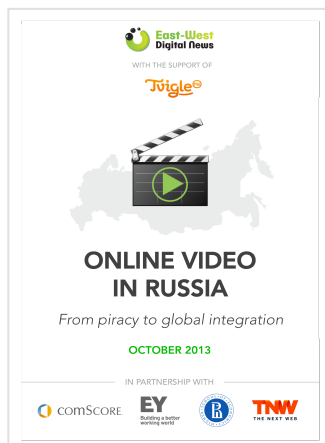 East-West
Digital News
WITH THE SUPPORT OF
Tvigle
ONLINE VIDEO
IN RUSSIA
From piracy to global integration
OCTOBER 2013
IN PARTNERSHIP WITH
comSCORE
EY
Building a better
working world
TNW
THE NEXT WEB